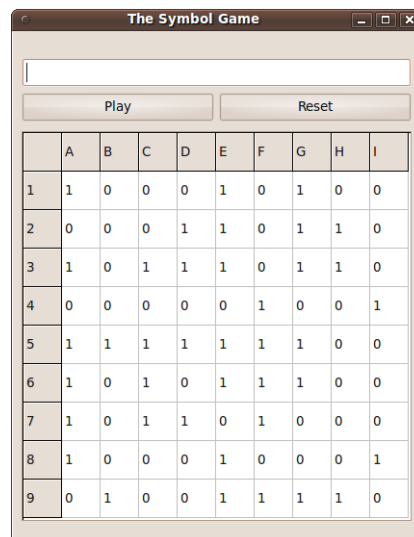 The Symbol Game
Play Reset
A B C D E F G H I
1 1 0 0 0 1 0 1 0 0
2 0 0 0 1 1 0 1 1 0
3 1 0 1 1 1 0 1 1 0
4 0 0 0 0 0 1 0 0 1
5 1 1 1 1 1 1 1 0 0
6 1 0 1 0 1 1 1 0 0
7 1 0 1 1 0 1 0 0 0
8 1 0 0 0 1 0 0 0 1
9 0 1 0 0 1 1 1 1 0